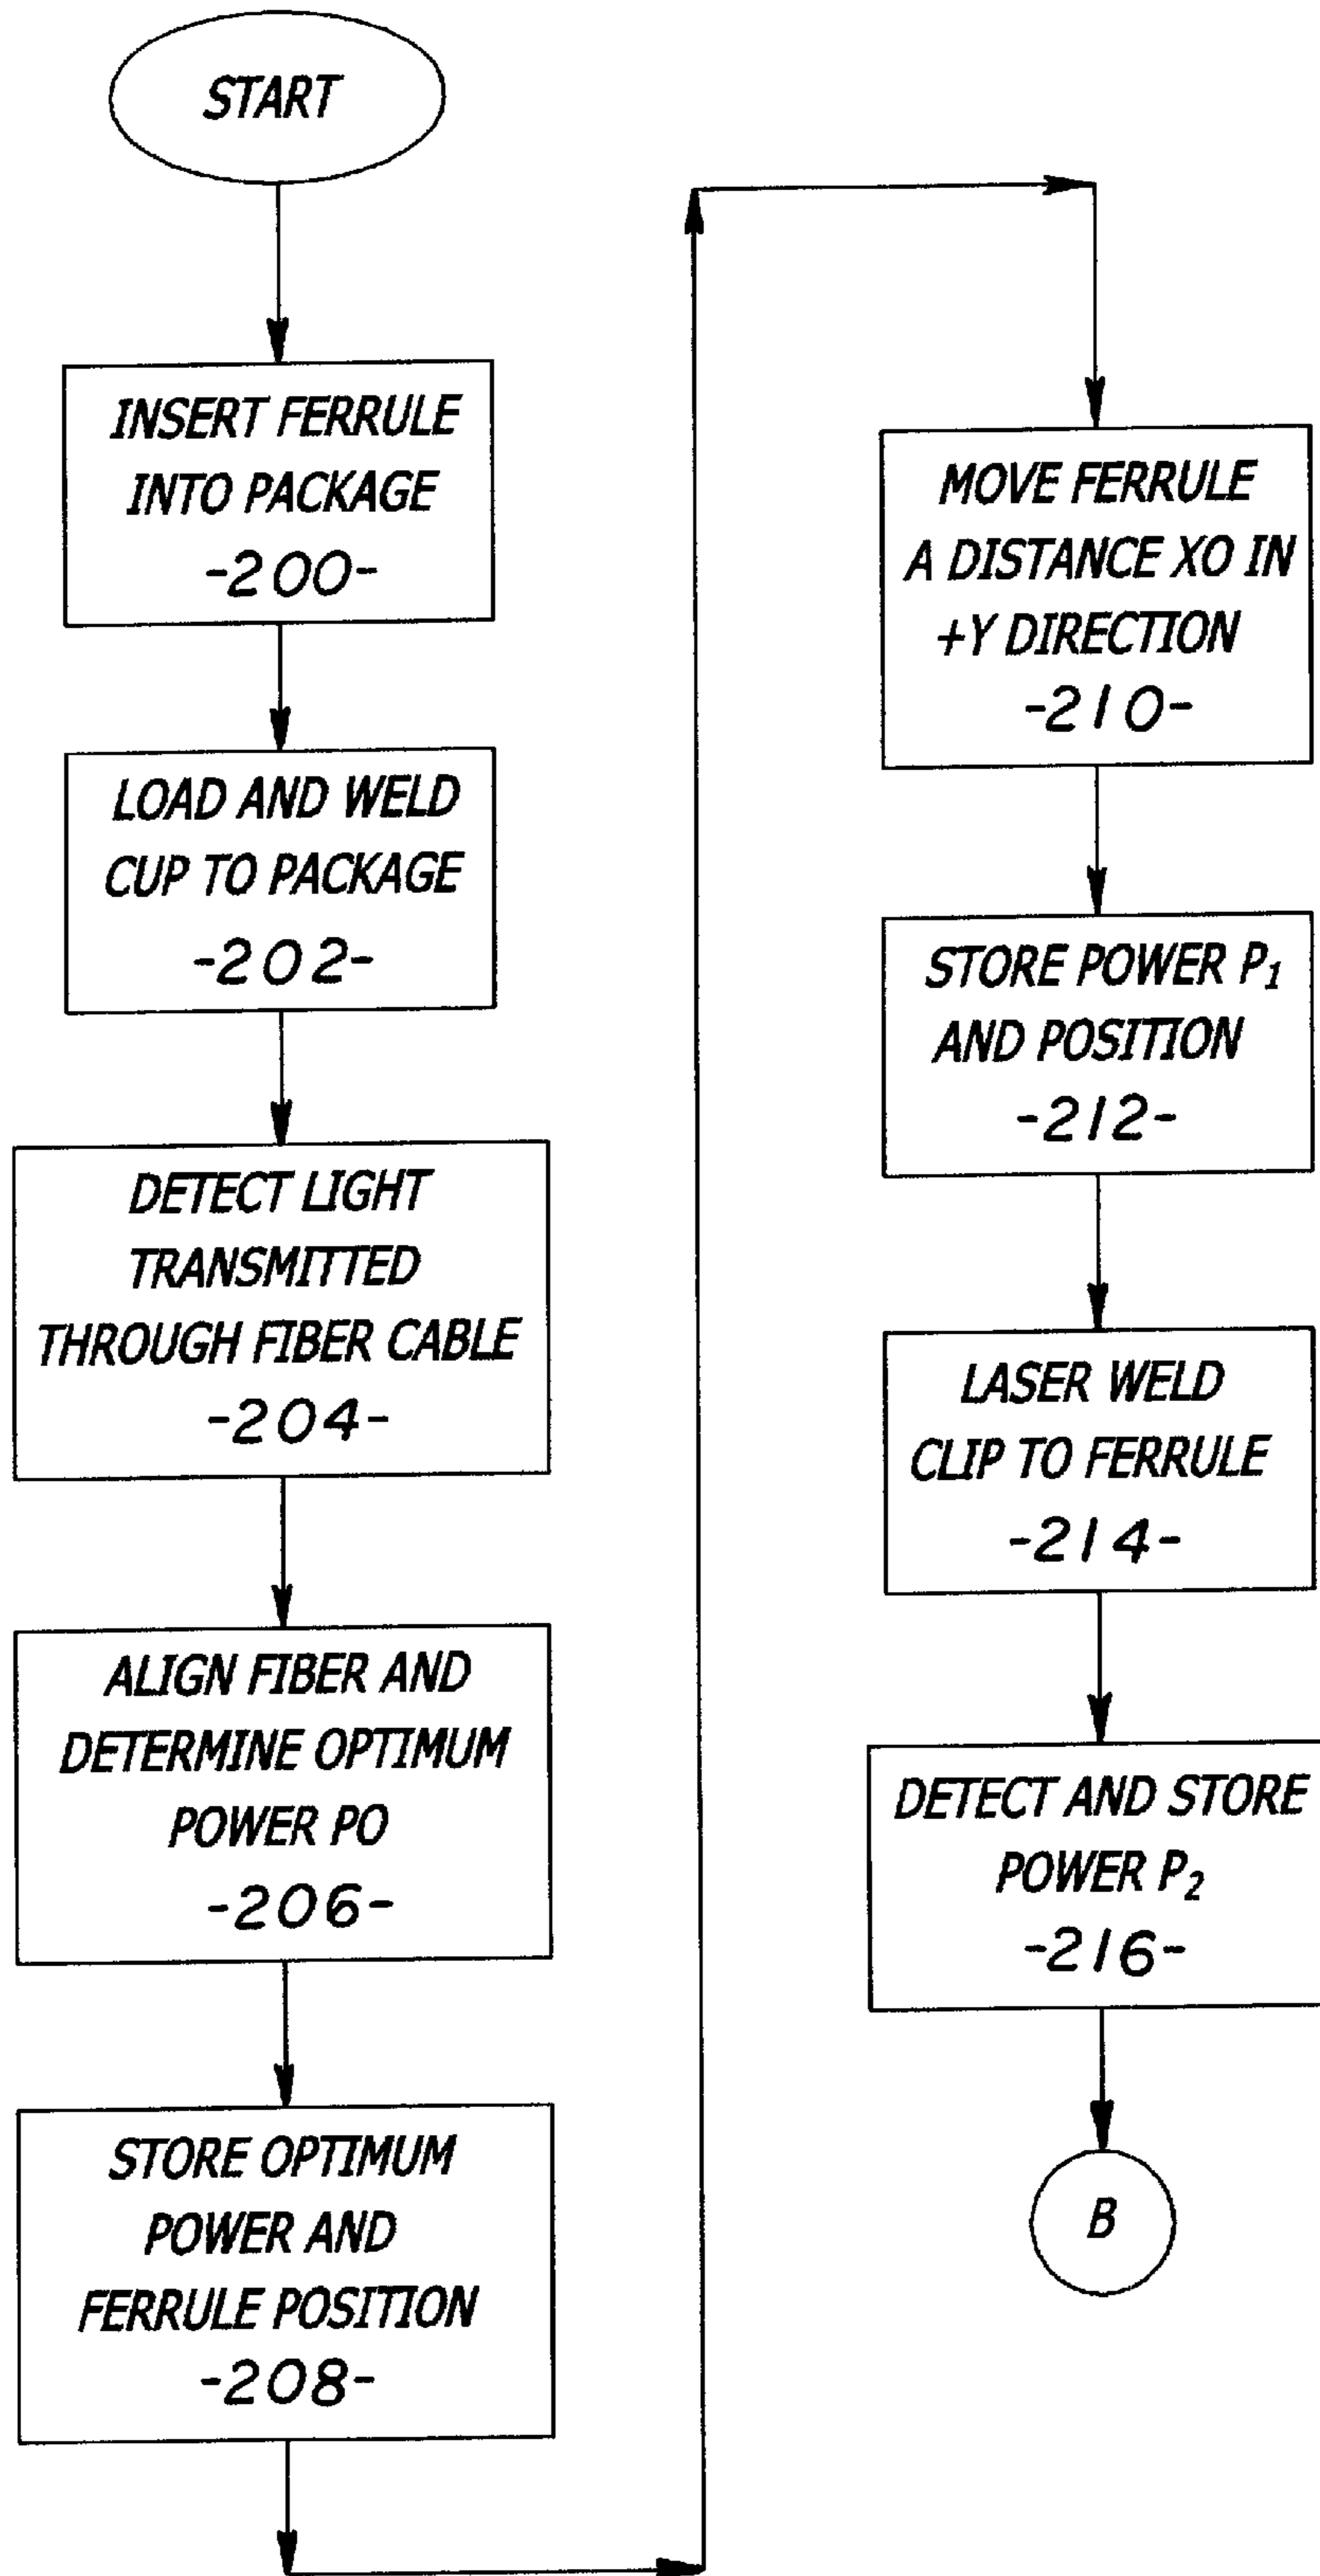 START
INSERT FERRULE
INTO PACKAGE
-200-
LOAD AND WELD
CUP TO PACKAGE
-202-
DETECT LIGHT
TRANSMITTED
THROUGH FIBER CABLE
-204-
ALIGN FIBER AND
DETERMINE OPTIMUM
POWER PO
-206-
STORE OPTIMUM
POWER AND
FERRULE POSITION
-208-
MOVE FERRULE
A DISTANCE XO IN
+Y DIRECTION
-210-
STORE POWER P₁
AND POSITION
-212-
LASER WELD
CLIP TO FERRULE
-214-
DETECT AND STORE
POWER P₂
-216-
B